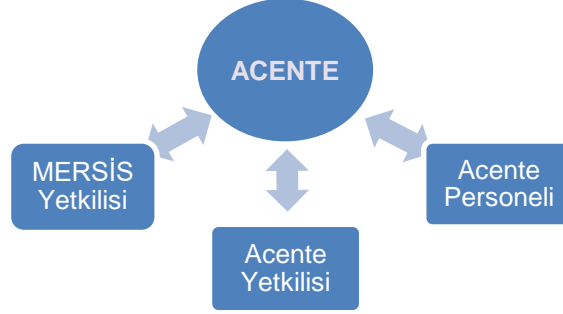 ACENTE
MERSİS
Yetkilisi
Acente
Yetkilisi
Acente
Personeli